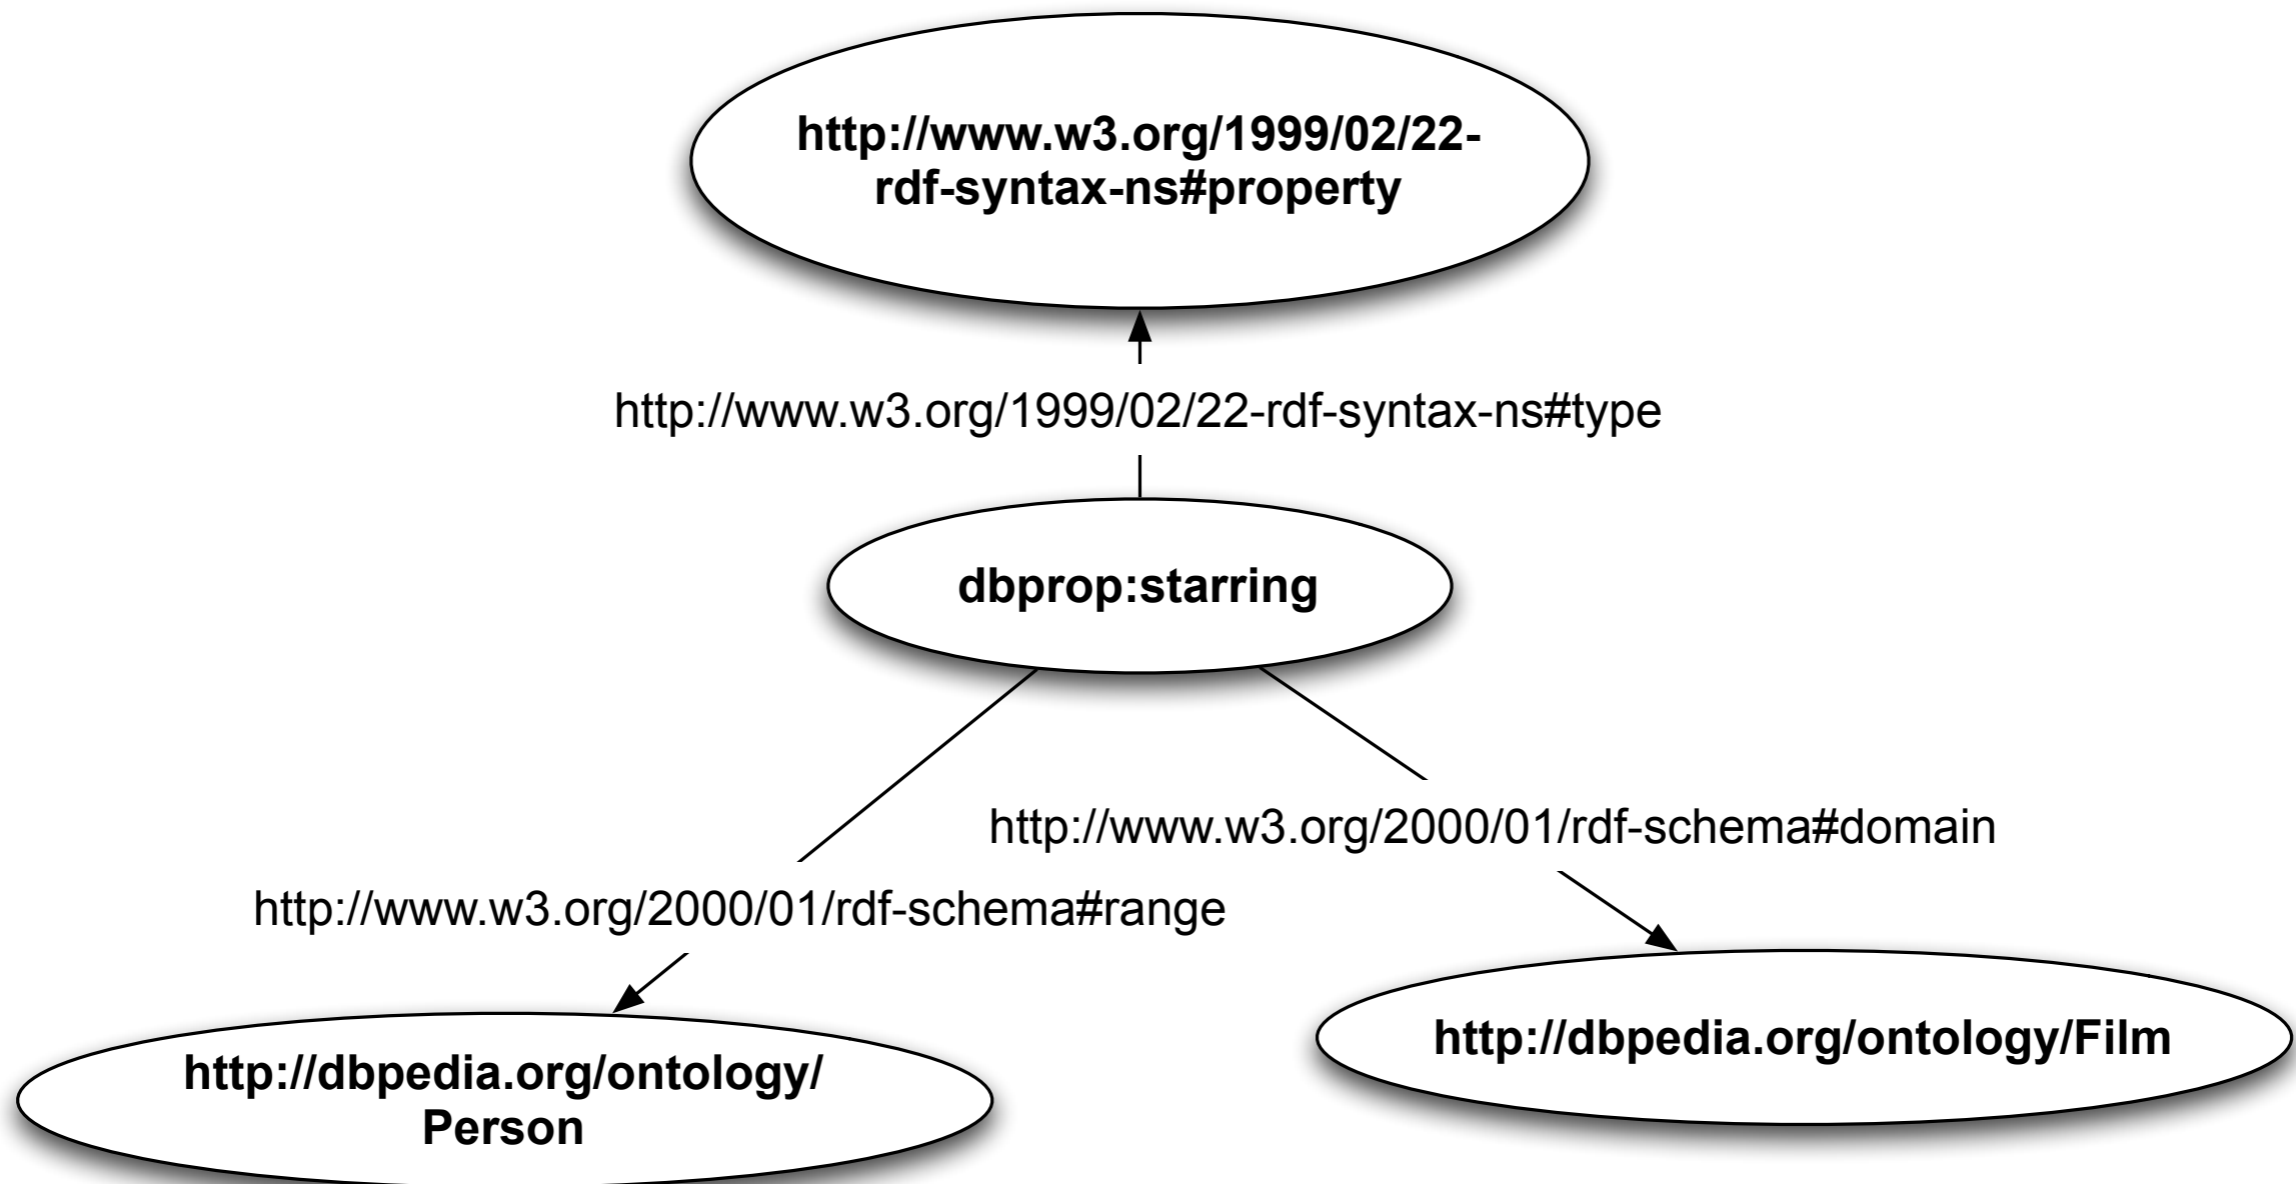 http://www.w3.org/1999/02/22-
rdf-syntax-ns#property
http://www.w3.org/1999/02/22-rdf-syntax-ns#type
dbprop:starring
http://www.w3.org/2000/01/rdf-schema#domain
http://www.w3.org/2000/01/rdf-schema#range
http://dbpedia.org/ontology/Film
http://dbpedia.org/ontology/
Person